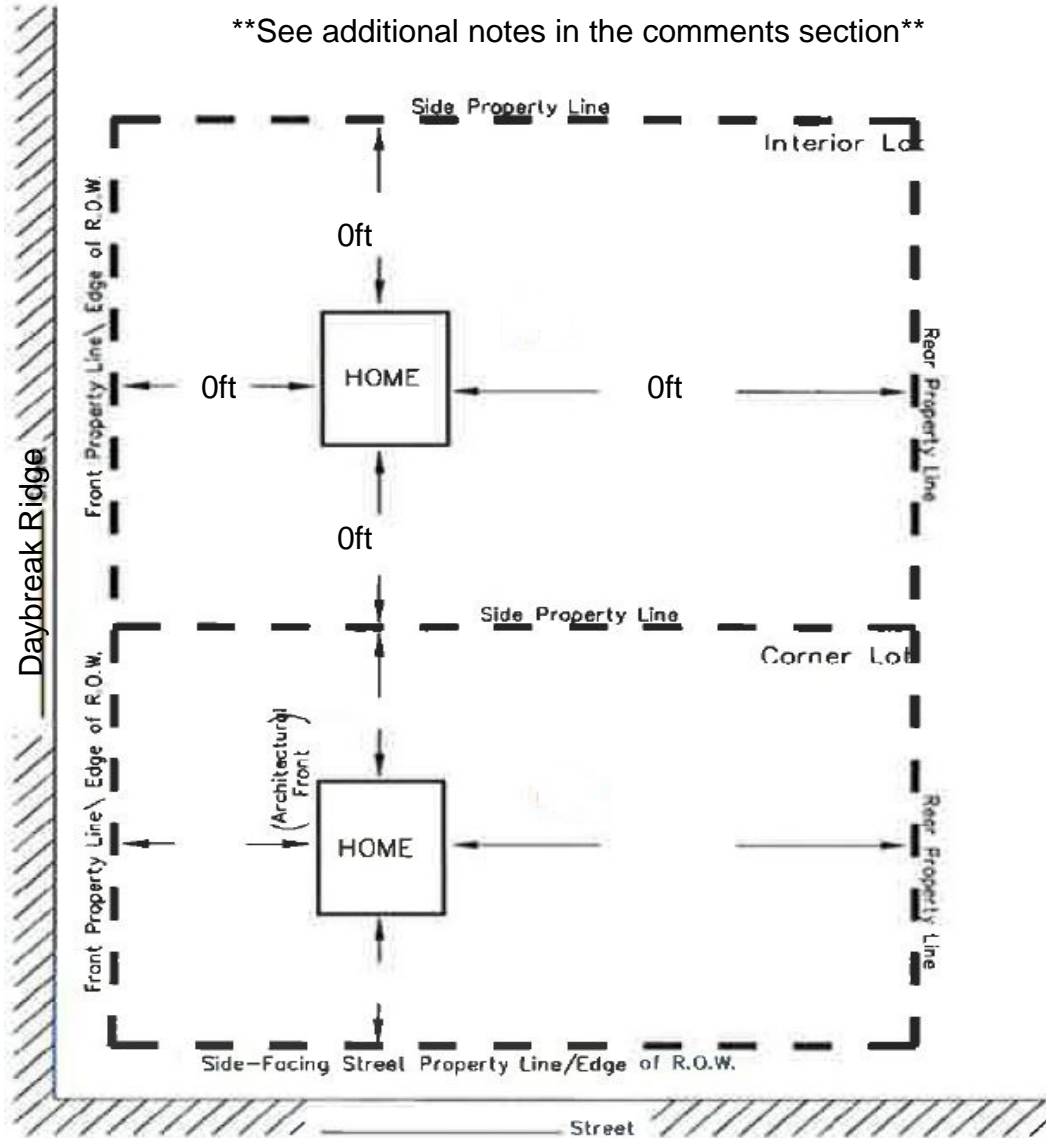 **See additional notes in the comments section**
Side Property Line
Interior Lot
Front Property Line\ Edge of R.O.W.
0ft
HOME
0ft
0ft
Rear Property Line
0ft
Daybreak Ridge
Side Property Line
Corner Lot
Front Property Line\ Edge of R.O.W.
(Architectural
Front)
HOME
Rear Property Line
Side-Facing Street Property Line/Edge of R.O.W.
Street